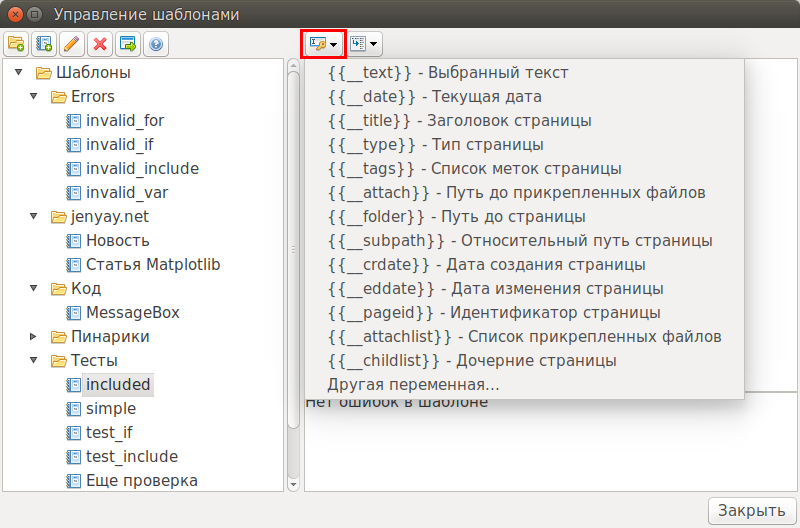 Управление шаблонами
Шаблоны
Errors
invalid_for
invalid_if
invalid_include
invalid_var
jenyay.net
Новость
Статья Matplotlib
Код
MessageBox
Пинарики
Тесты
included
simple
test_if
test_include
Еще проверка
{{__text}} - Выбранный текст
{{__date}} - Текущая дата
{{__title}} - Заголовок страницы
{{__type}} - Тип страницы
{{__tags}} - Список меток страницы
{{__attach}} - Путь до прикрепленных файлов
{{__folder}} - Путь до страницы
{{__subpath}} - Относительный путь страницы
{{__crdate}} - Дата создания страницы
{{__eddate}} - Дата изменения страницы
{{__pageid}} - Идентификатор страницы
{{__attachlist}} - Список прикрепленных файлов
{{__childlist}} - Дочерние страницы
Другая переменная...
Нет ошибок в шаблоне
Закрыть